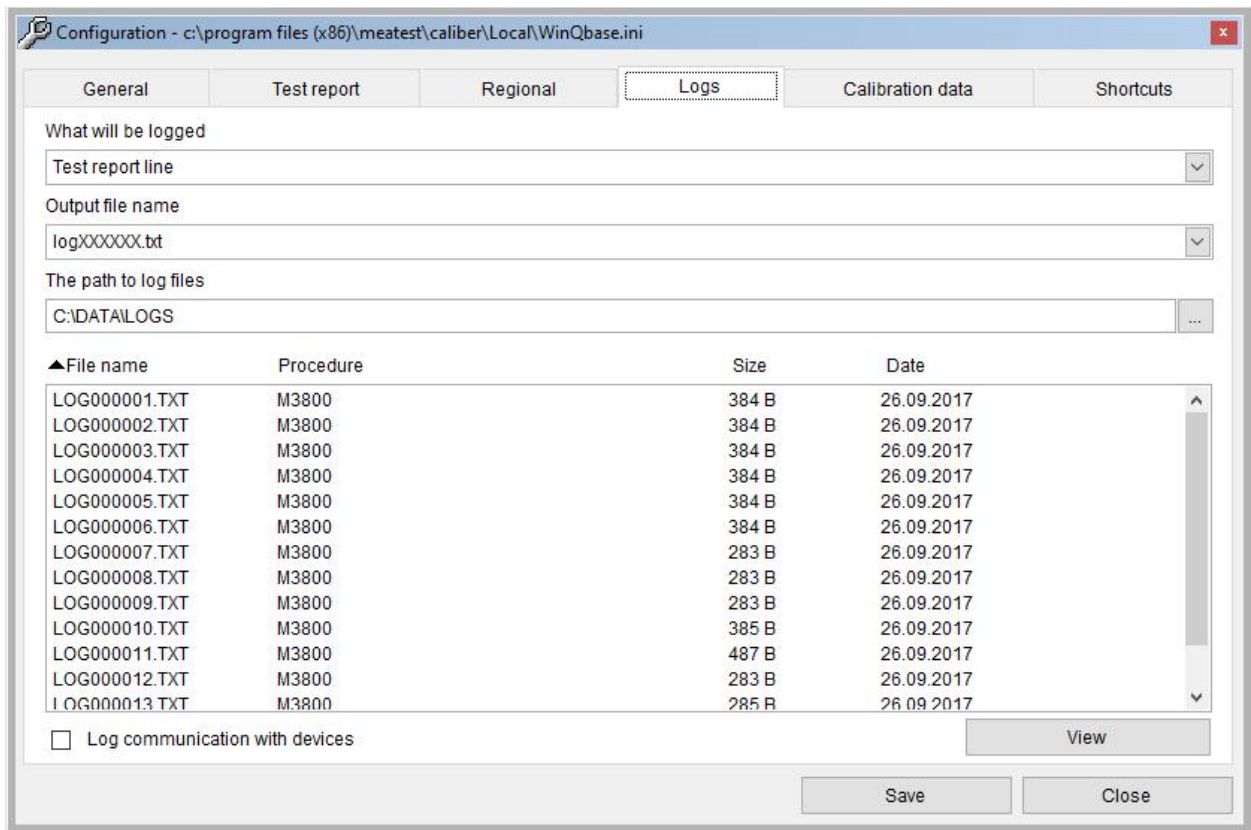 Configuration - c:\program files (x86)\meatest\caliber\Local\WinQbase.ini x
General Test report Regional Logs Calibration data Shortcuts
What will be logged
Test report line
Output file name
logXXXXXX.txt
The path to log files
C:\DATA\LOGS ...
▲File name Procedure Size Date
LOG000001.TXT M3800 384 B 26.09.2017
LOG000002.TXT M3800 384 B 26.09.2017
LOG000003.TXT M3800 384 B 26.09.2017
LOG000004.TXT M3800 384 B 26.09.2017
LOG000005.TXT M3800 384 B 26.09.2017
LOG000006.TXT M3800 384 B 26.09.2017
LOG000007.TXT M3800 283 B 26.09.2017
LOG000008.TXT M3800 283 B 26.09.2017
LOG000009.TXT M3800 283 B 26.09.2017
LOG000010.TXT M3800 385 B 26.09.2017
LOG000011.TXT M3800 487 B 26.09.2017
LOG000012.TXT M3800 283 B 26.09.2017
LOG000013.TXT M3800 285 B 26.09.2017
Log communication with devices View
Save Close